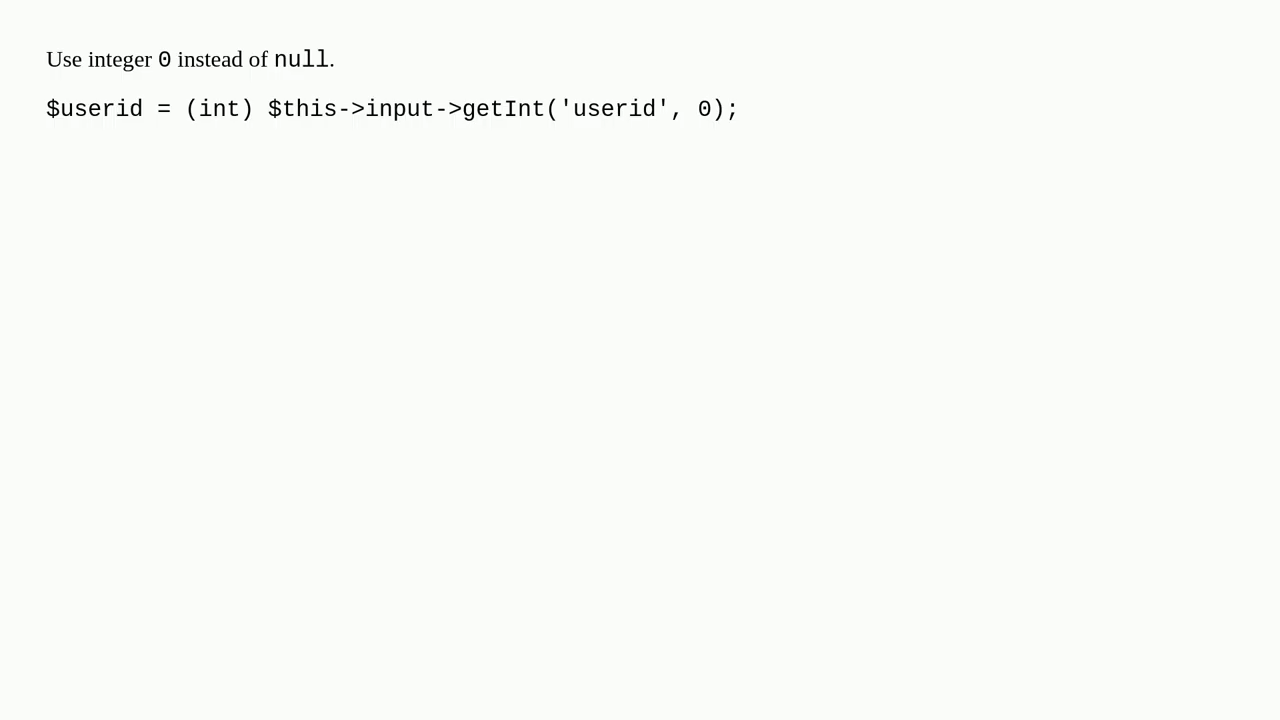 Use integer 0 instead of null.
$userid = (int) $this->input->getInt('userid', 0);